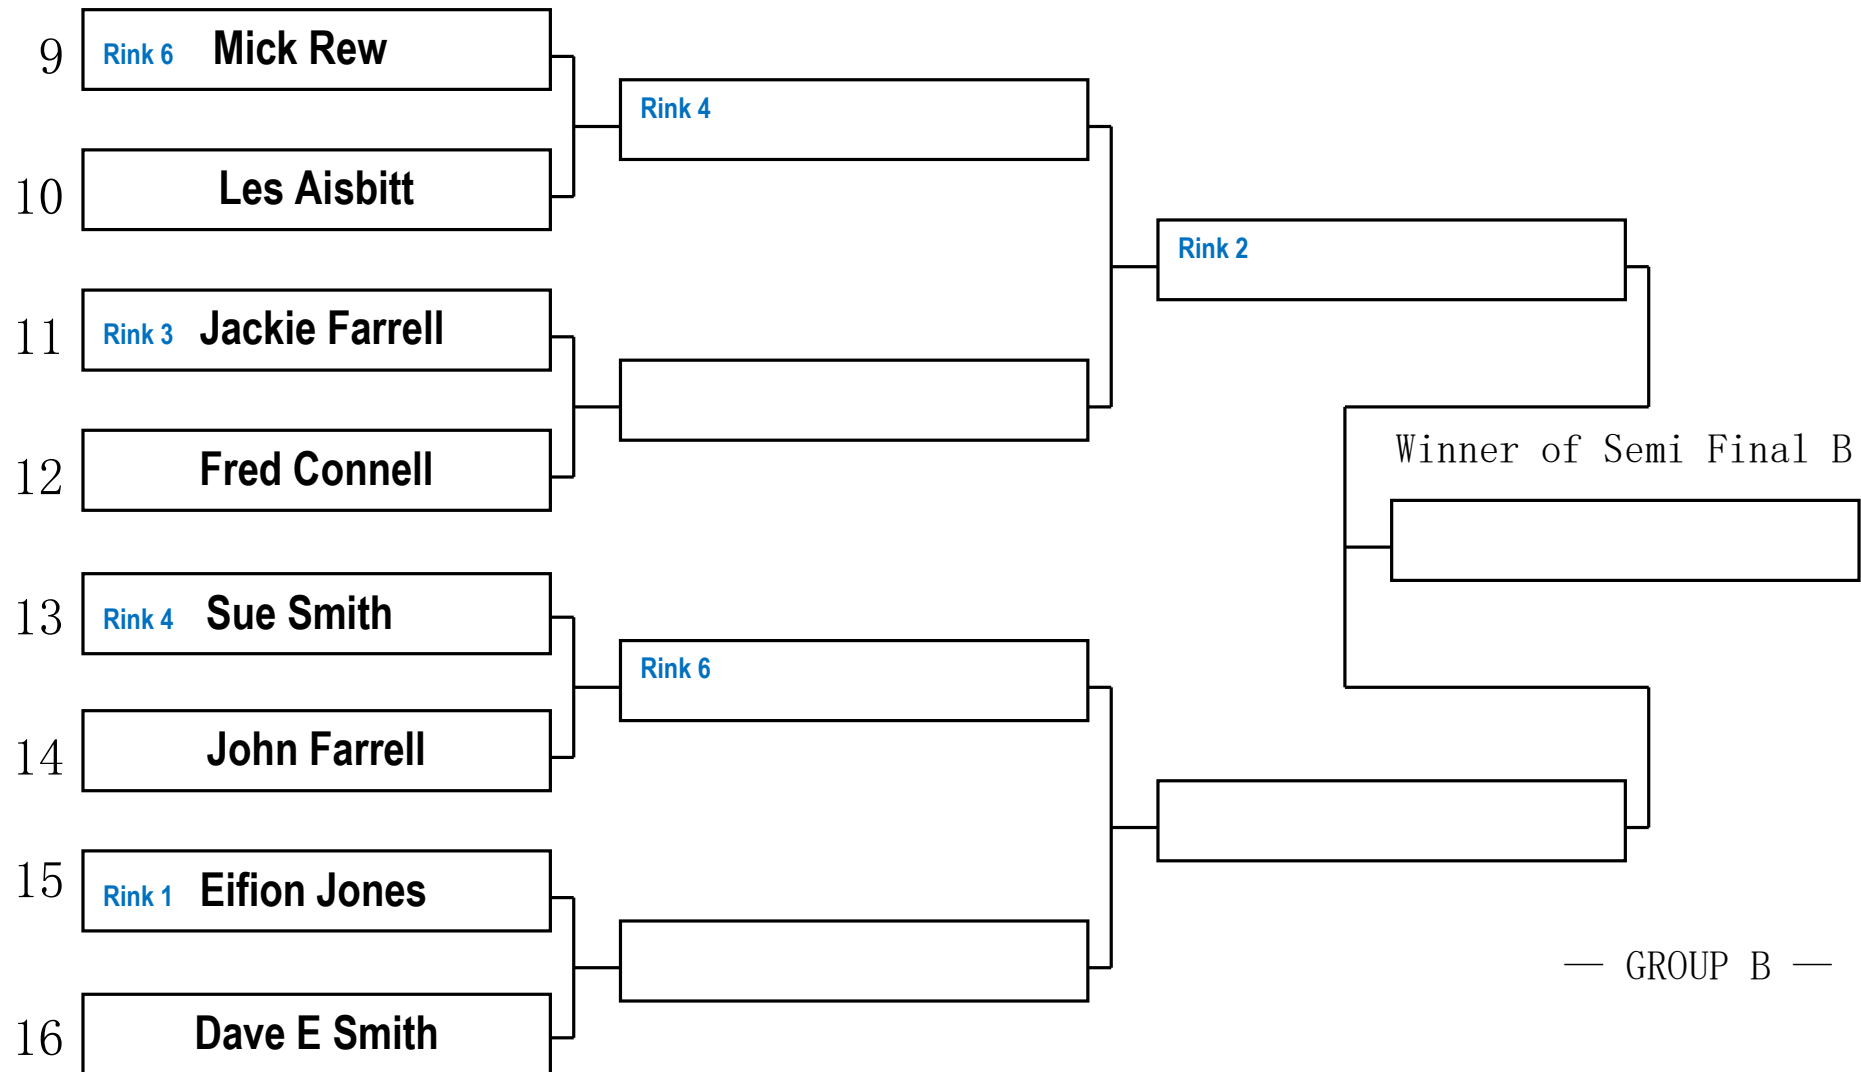 9 Rink 6 Mick Rew
10 Les Aisbitt
Rink 4
11 Rink 3 Jackie Farrell
12 Fred Connell
Rink 2
13 Rink 4 Sue Smith
14 John Farrell
Rink 6
15 Rink 1 Eifion Jones
16 Dave E Smith
Winner of Semi Final B
— GROUP B —